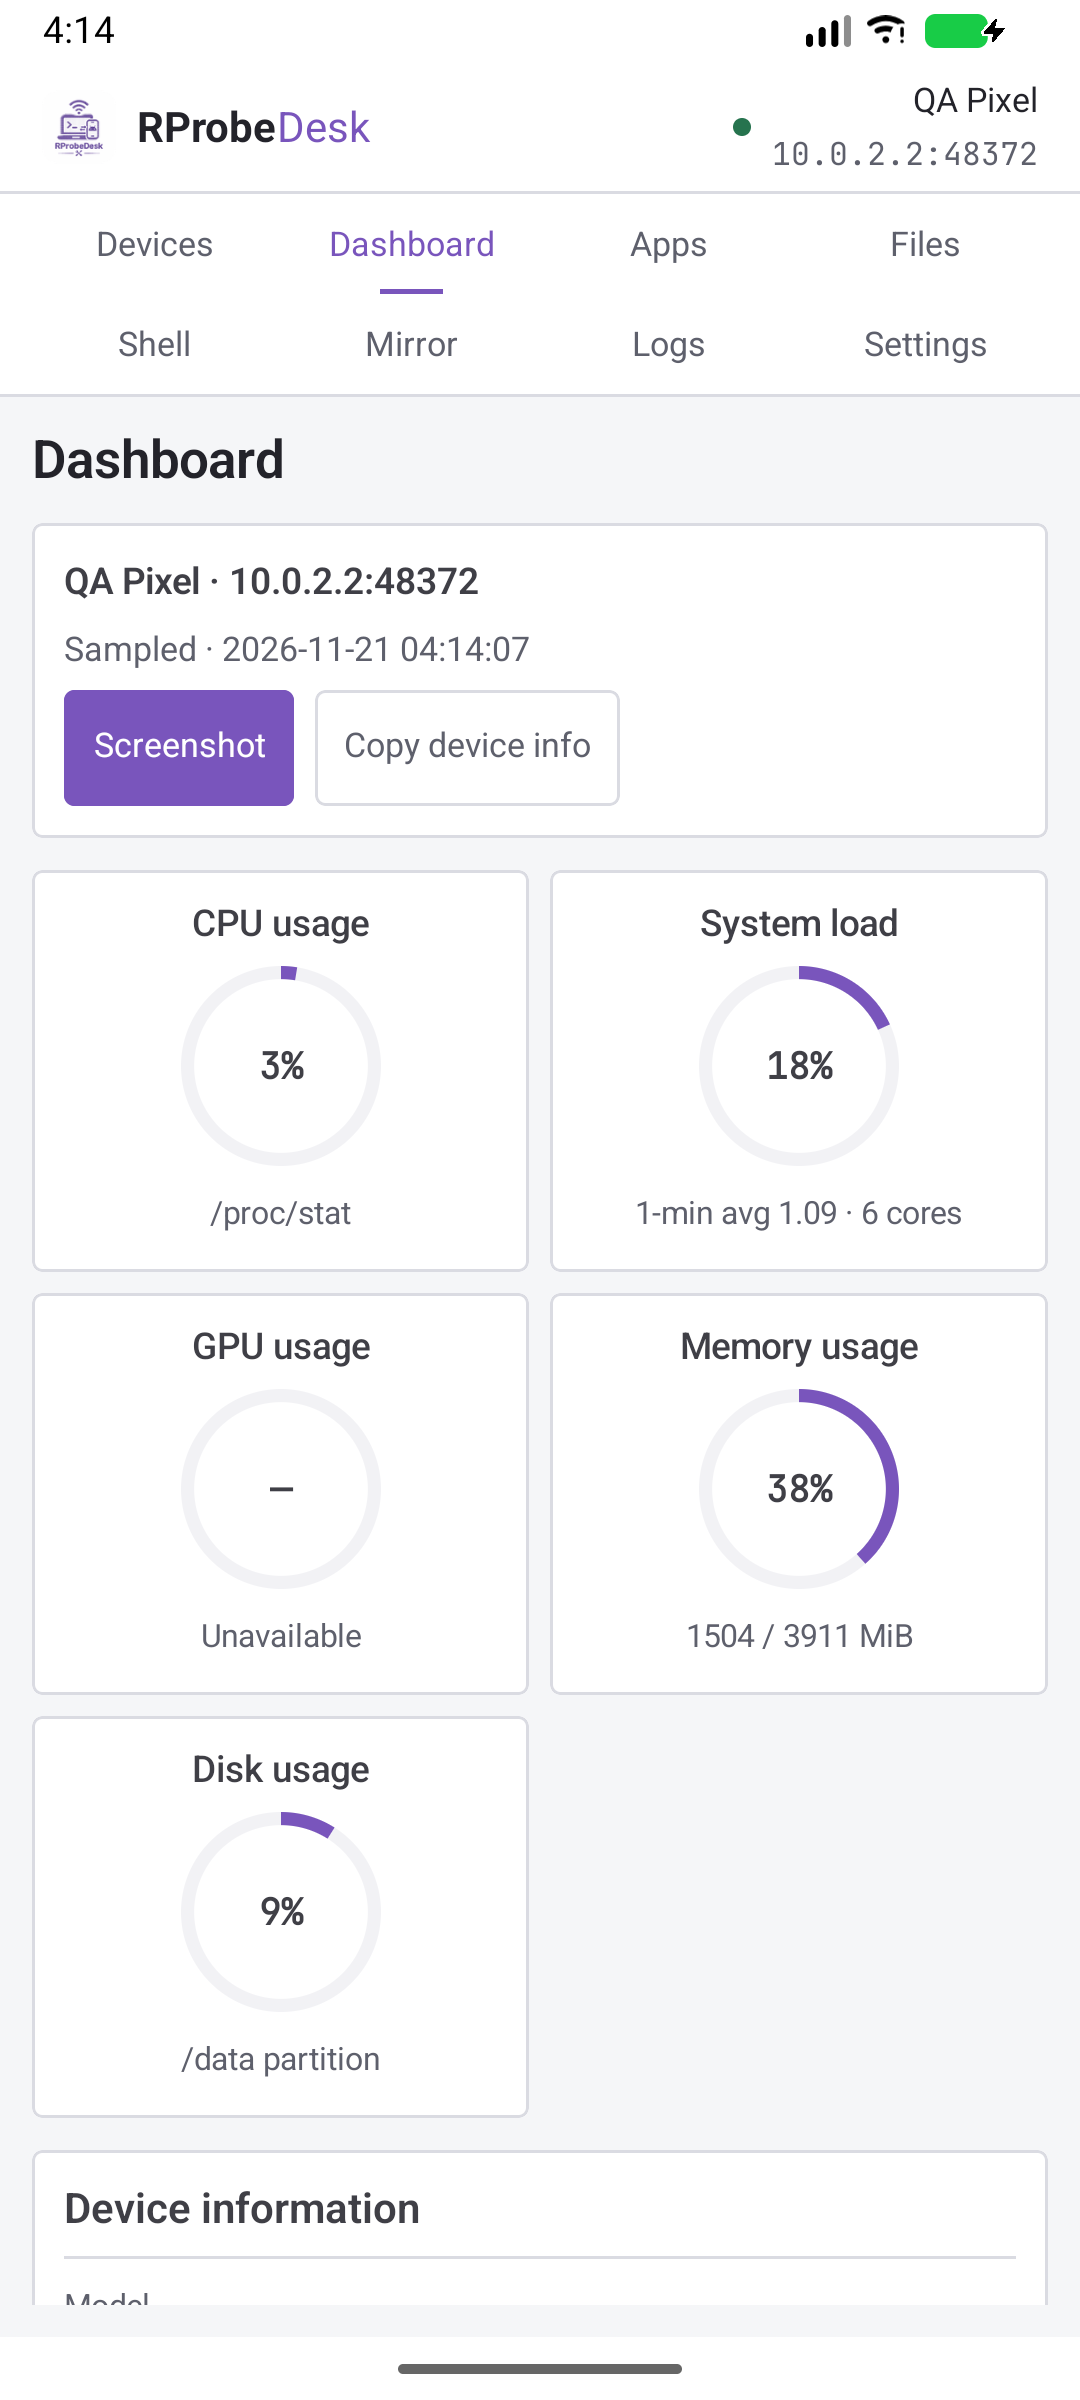 4:14
RProbeDesk
RProbeDesk
QA Pixel
10.0.2.2:48372
Devices
Dashboard
Apps
Files
Shell
Mirror
Logs
Settings
Dashboard
QA Pixel · 10.0.2.2:48372
Sampled · 2026-11-21 04:14:07
Screenshot
Copy device info
CPU usage
3%
/proc/stat
System load
18%
1-min avg 1.09 · 6 cores
GPU usage
–
Unavailable
Memory usage
38%
1504 / 3911 MiB
Disk usage
9%
/data partition
Device information
Model